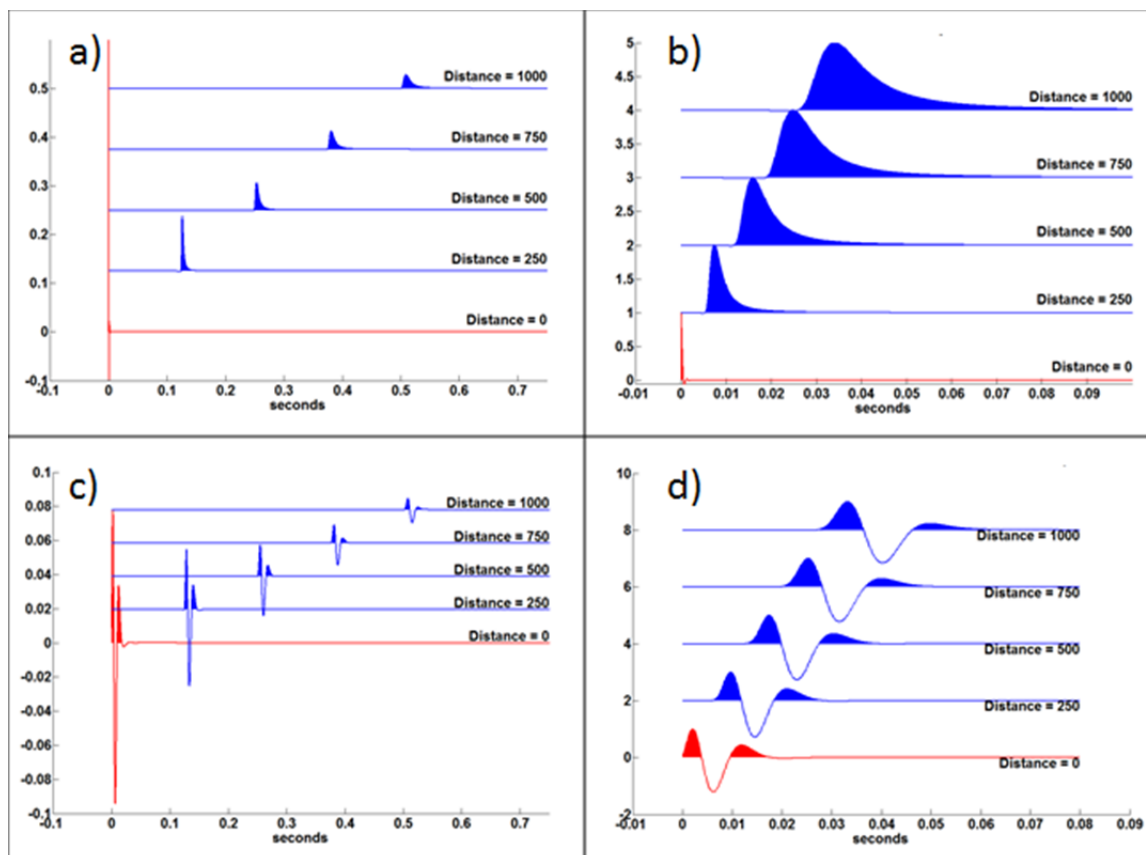 a)
Distance = 1000
0.5
0.4
Distance = 750
0.3
Distance = 500
0.2
Distance = 250
0.1
Distance = 0
0
-0.1
-0.1 0 0.1 0.2 0.3 0.4 0.5 0.6 0.7
seconds
b)
5
4.5
Distance = 1000
4
3.5
Distance = 750
3
2.5
Distance = 500
2
1.5
Distance = 250
1
0.5
Distance = 0
0
-0.01 0 0.01 0.02 0.03 0.04 0.05 0.06 0.07 0.08 0.09
seconds
c)
0.1
0.08
Distance = 1000
0.06
Distance = 750
0.04
Distance = 500
0.02
Distance = 250
0
Distance = 0
-0.02
-0.04
-0.06
-0.08
-0.1
-0.1 0 0.1 0.2 0.3 0.4 0.5 0.6 0.7
seconds
d)
10
8
Distance = 1000
6
Distance = 750
4
Distance = 500
2
Distance = 250
0
Distance = 0
-2
-0.01 0 0.01 0.02 0.03 0.04 0.05 0.06 0.07 0.08 0.09
seconds